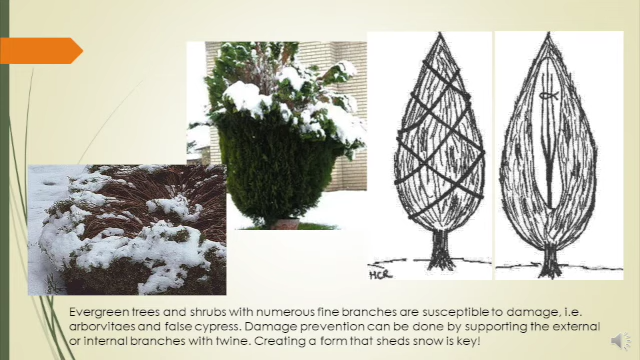 HCR
Evergreen trees and shrubs with numerous fine branches are susceptible to damage, i.e.
arborvitaes and false cypress. Damage prevention can be done by supporting the external
or internal branches with twine. Creating a form that sheds snow is key!